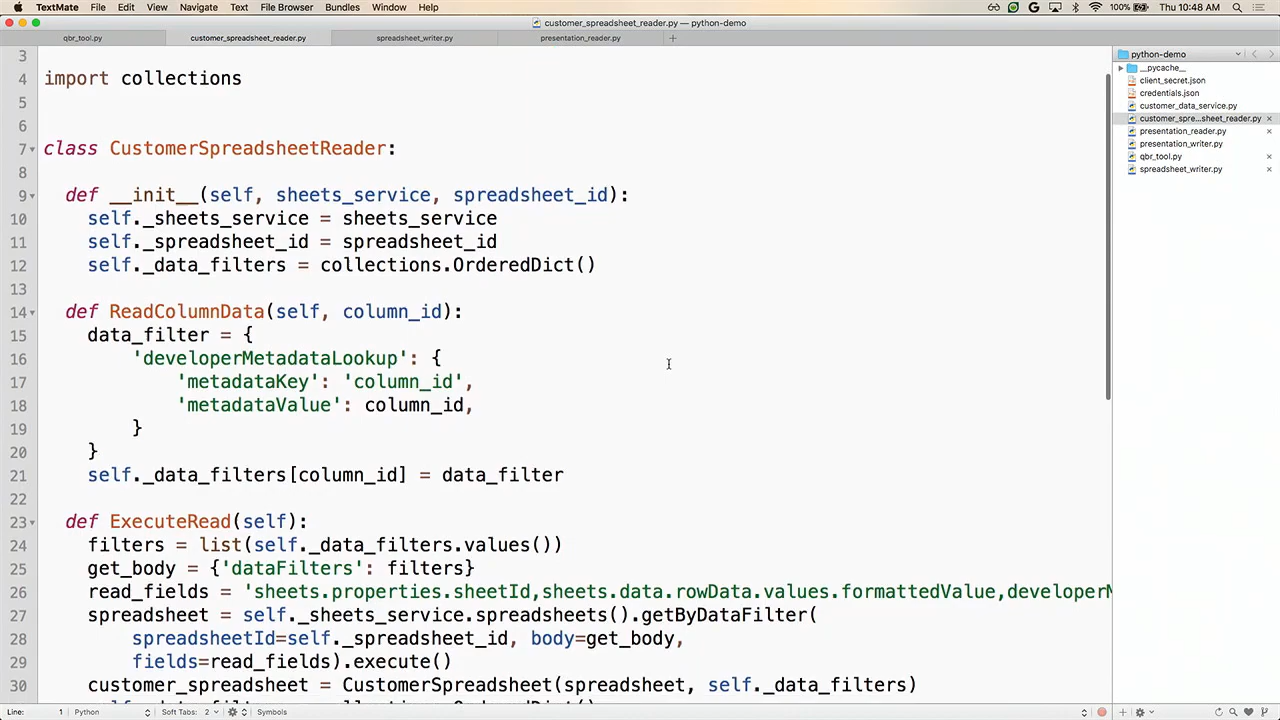 TextMate File Edit View Navigate Text File Browser Bundles Window Help 100% Thu 10:48 AM
customer_spreadsheet_reader.py — python-demo
qbr_tool.py customer_spreadsheet_reader.py spreadsheet_writer.py presentation_reader.py +
3
4 import collections
5
6
7 class CustomerSpreadsheetReader:
8
9 def __init__(self, sheets_service, spreadsheet_id):
10 self._sheets_service = sheets_service
11 self._spreadsheet_id = spreadsheet_id
12 self._data_filters = collections.OrderedDict()
13
14 def ReadColumnData(self, column_id):
15 data_filter = {
16 'developerMetadataLookup': {
17 'metadataKey': 'column_id',
18 'metadataValue': column_id,
19 }
20 }
21 self._data_filters[column_id] = data_filter
22
23 def ExecuteRead(self):
24 filters = list(self._data_filters.values())
25 get_body = {'dataFilters': filters}
26 read_fields = 'sheets.properties.sheetId,sheets.data.rowData.values.formattedValue,developerM
27 spreadsheet = self._sheets_service.spreadsheets().getByDataFilter(
28 spreadsheetId=self._spreadsheet_id, body=get_body,
29 fields=read_fields).execute()
30 customer_spreadsheet = CustomerSpreadsheet(spreadsheet, self._data_filters)
python-demo
__pycache__
client_secret.json
credentials.json
customer_data_service.py
customer_spre...sheet_reader.py
presentation_reader.py
presentation_writer.py
qbr_tool.py
spreadsheet_writer.py
Line: 1 Python Soft Tabs: 2 Symbols